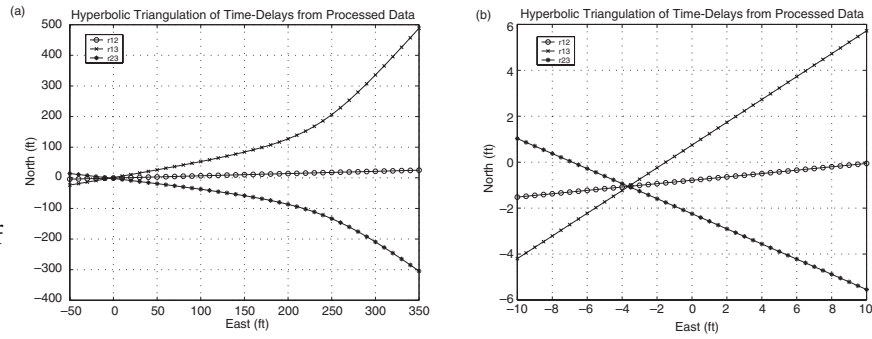 (a)
Hyperbolic Triangulation of Time-Delays from Processed Data
500
400
300
200
100
0
−100
−200
−300
−400
North (ft)
r12
r13
r23
−50 0 50 100 150 200 250 300 350
East (ft)
(b)
Hyperbolic Triangulation of Time-Delays from Processed Data
6
4
2
0
−2
−4
−6
North (ft)
r12
r13
r23
−10 −8 −6 −4 −2 0 2 4 6 8 10
East (ft)